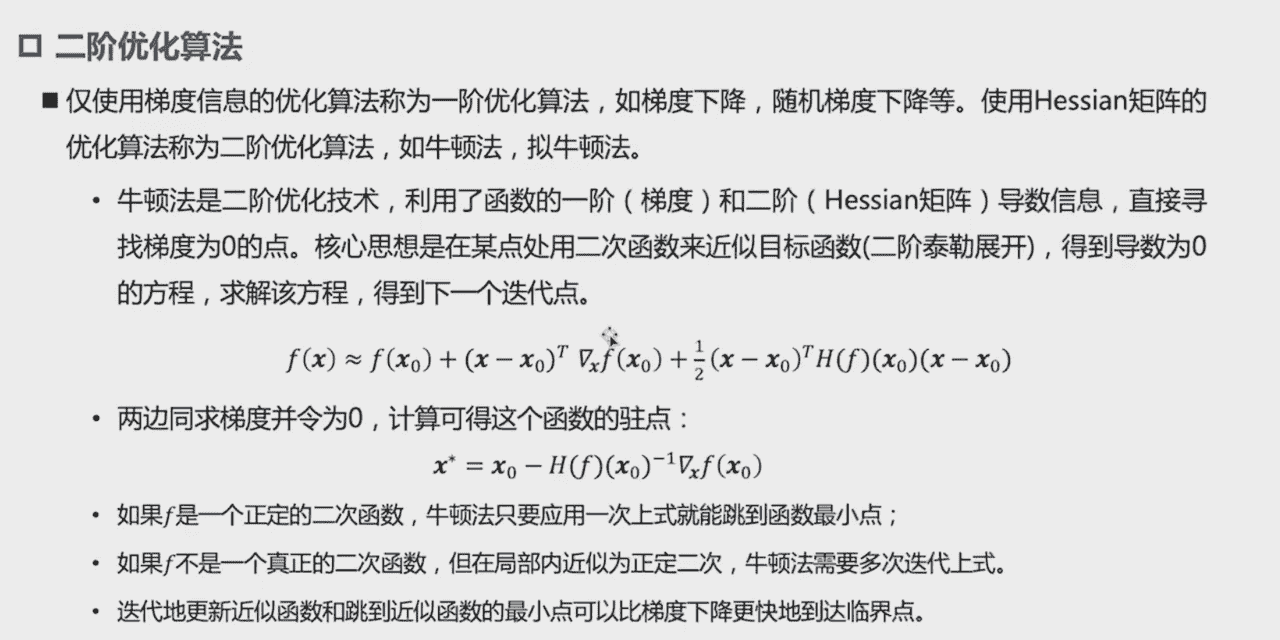 □ 二阶优化算法
■ 仅使用梯度信息的优化算法称为一阶优化算法，如梯度下降，随机梯度下降等。使用Hessian矩阵的
优化算法称为二阶优化算法，如牛顿法，拟牛顿法。
• 牛顿法是二阶优化技术，利用了函数的一阶（梯度）和二阶（Hessian矩阵）导数信息，直接寻
找梯度为0的点。核心思想是在某点处用二次函数来近似目标函数(二阶泰勒展开)，得到导数为0
的方程，求解该方程，得到下一个迭代点。
f(x) ≈ f(x₀) + (x − x₀)ᵀ ∇ₓf(x₀) + ½(x − x₀)ᵀH(f)(x₀)(x − x₀)
• 两边同求梯度并令为0，计算可得这个函数的驻点：
x* = x₀ − H(f)(x₀)⁻¹∇ₓf(x₀)
• 如果f是一个正定的二次函数，牛顿法只要应用一次上式就能跳到函数最小点；
• 如果f不是一个真正的二次函数，但在局部内近似为正定二次，牛顿法需要多次迭代上式。
• 迭代地更新近似函数和跳到近似函数的最小点可以比梯度下降更快地到达临界点。